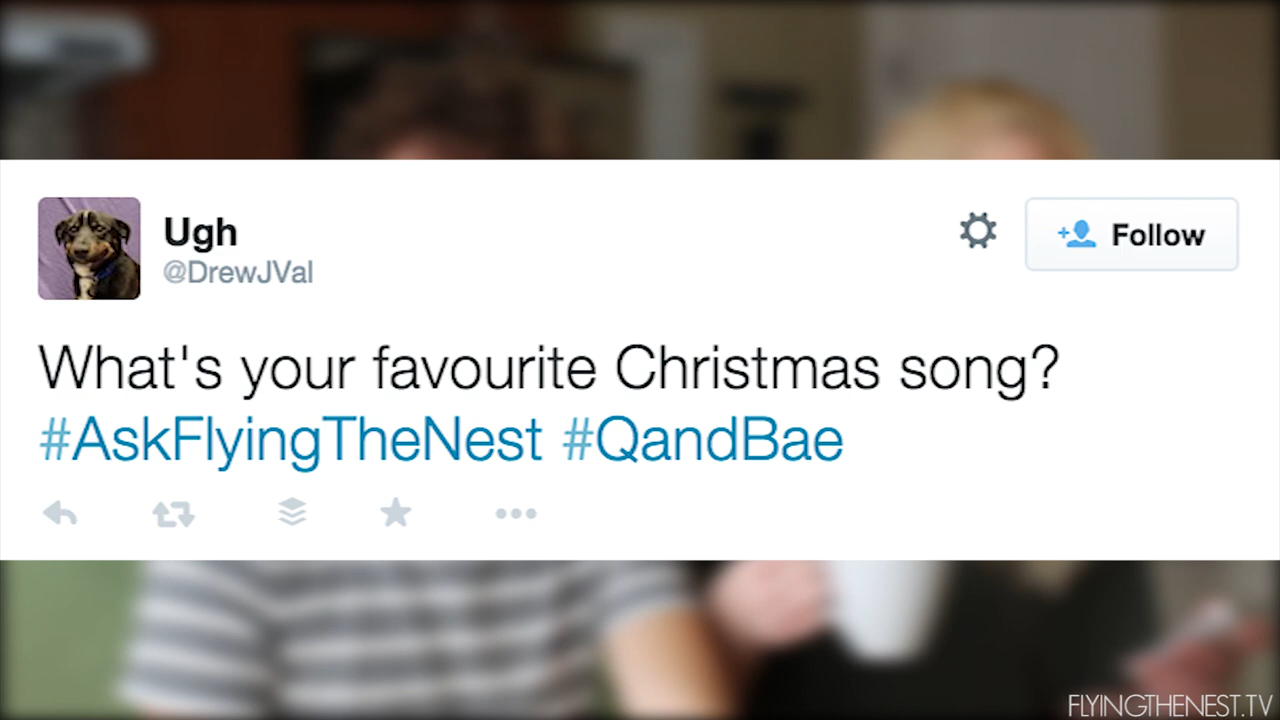 Ugh
@DrewJVal
Follow
What's your favourite Christmas song?
#AskFlyingTheNest #QandBae
FLYINGTHENEST.TV